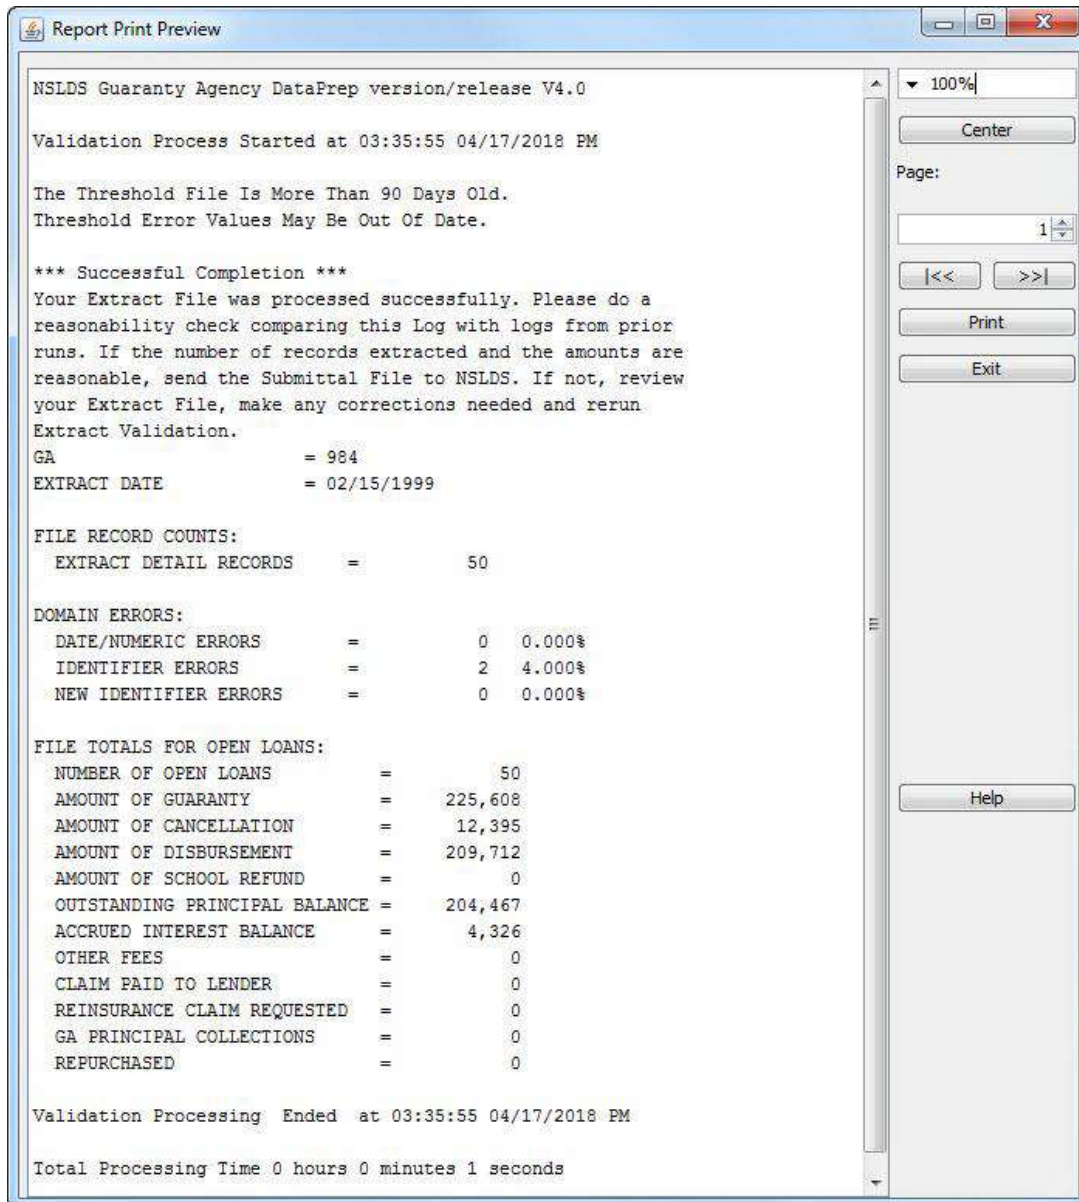 Report Print Preview
NSLDS Guaranty Agency DataPrep version/release V4.0
Validation Process Started at 03:35:55 04/17/2018 PM
The Threshold File Is More Than 90 Days Old.
Threshold Error Values May Be Out Of Date.
*** Successful Completion ***
Your Extract File was processed successfully. Please do a
reasonability check comparing this Log with logs from prior
runs. If the number of records extracted and the amounts are
reasonable, send the Submittal File to NSLDS. If not, review
your Extract File, make any corrections needed and rerun
Extract Validation.
GA = 984
EXTRACT DATE = 02/15/1999
FILE RECORD COUNTS:
EXTRACT DETAIL RECORDS = 50
DOMAIN ERRORS:
DATE/NUMERIC ERRORS = 0 0.000%
IDENTIFIER ERRORS = 2 4.000%
NEW IDENTIFIER ERRORS = 0 0.000%
FILE TOTALS FOR OPEN LOANS:
NUMBER OF OPEN LOANS = 50
AMOUNT OF GUARANTY = 225,608
AMOUNT OF CANCELLATION = 12,395
AMOUNT OF DISBURSEMENT = 209,712
AMOUNT OF SCHOOL REFUND = 0
OUTSTANDING PRINCIPAL BALANCE = 204,467
ACCRUED INTEREST BALANCE = 4,326
OTHER FEES = 0
CLAIM PAID TO LENDER = 0
REINSURANCE CLAIM REQUESTED = 0
GA PRINCIPAL COLLECTIONS = 0
REPURCHASED = 0
Validation Processing Ended at 03:35:55 04/17/2018 PM
Total Processing Time 0 hours 0 minutes 1 seconds
100%
Center
Page:
1
|<< >>|
Print
Exit
Help